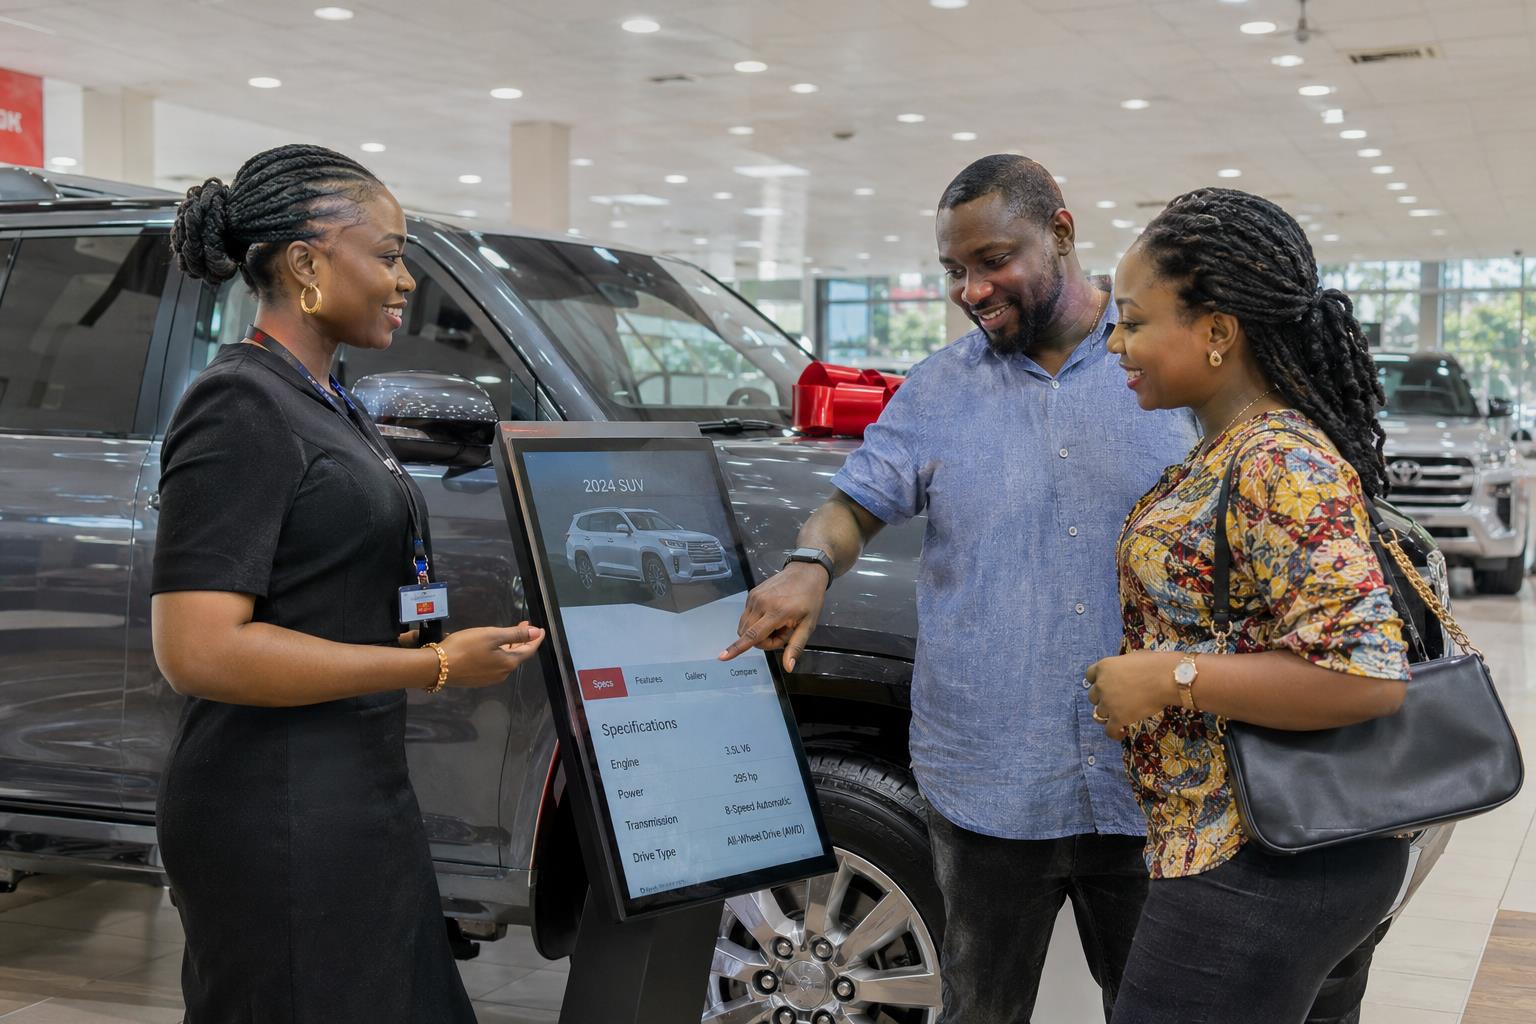 OK
2024 SUV
Specs Features Gallery Compare
Specifications
Engine 3.5L V6
Power 295 hp
Transmission 8-Speed Automatic
Drive Type All-Wheel Drive (AWD)